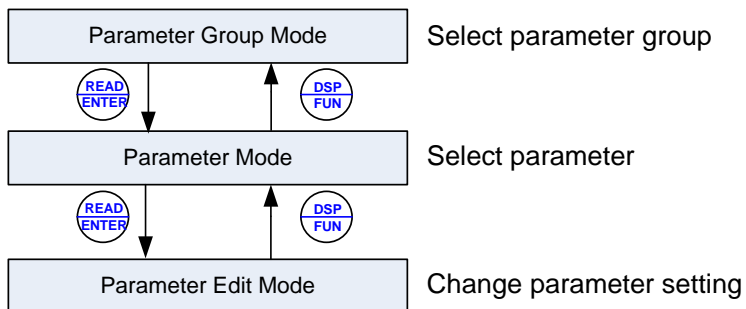 Parameter Group Mode
Select parameter group
READ
ENTER
DSP
FUN
Parameter Mode
Select parameter
READ
ENTER
DSP
FUN
Parameter Edit Mode
Change parameter setting